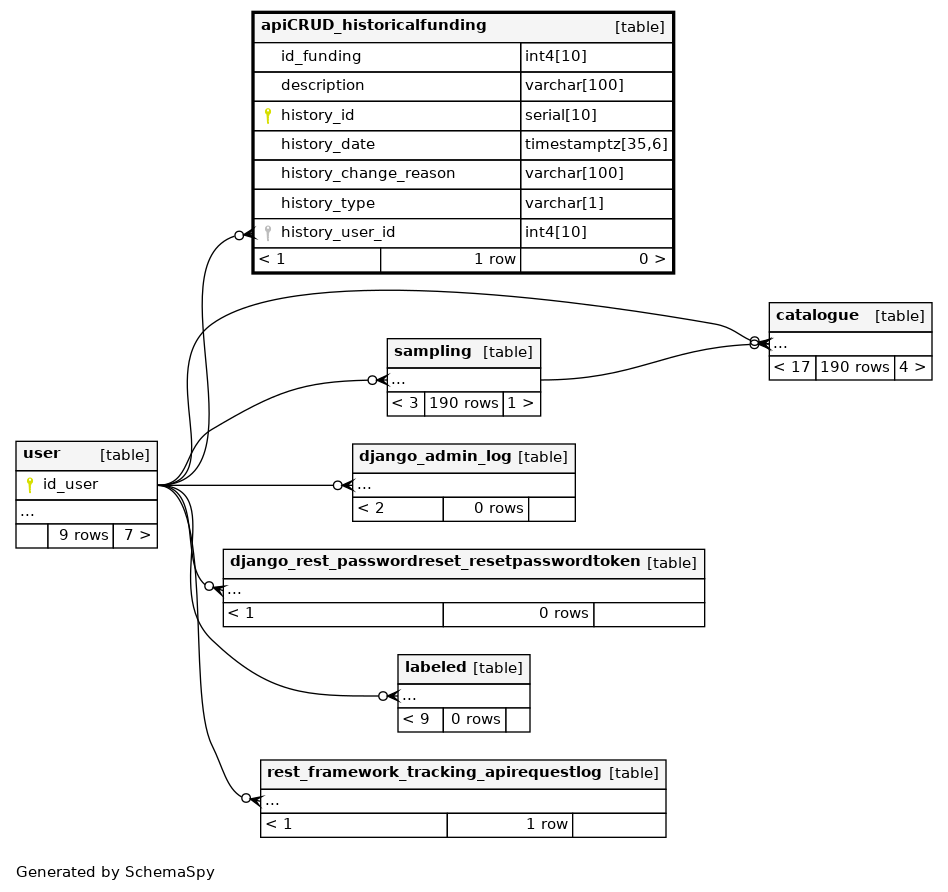 apiCRUD_historicalfunding [table]
id_funding int4[10]
description varchar[100]
history_id serial[10]
history_date timestamptz[35,6]
history_change_reason varchar[100]
history_type varchar[1]
history_user_id int4[10]
< 1 1 row 0 >
catalogue [table]
...
< 17 190 rows 4 >
sampling [table]
...
< 3 190 rows 1 >
user [table]
id_user
...
9 rows 7 >
django_admin_log [table]
...
< 2 0 rows
django_rest_passwordreset_resetpasswordtoken [table]
...
< 1 0 rows
labeled [table]
...
< 9 0 rows
rest_framework_tracking_apirequestlog [table]
...
< 1 1 row
Generated by SchemaSpy